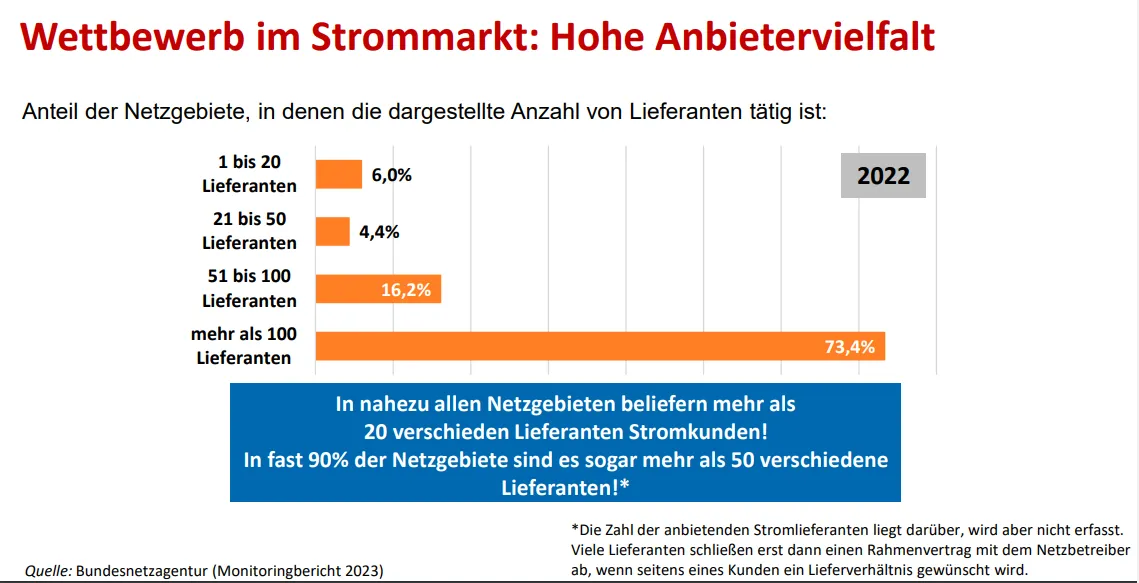 Wettbewerb im Strommarkt: Hohe Anbietervielfalt
Anteil der Netzgebiete, in denen die dargestellte Anzahl von Lieferanten tätig ist:
1 bis 20
Lieferanten
6,0%
2022
21 bis 50
Lieferanten
4,4%
51 bis 100
Lieferanten
16,2%
mehr als 100
Lieferanten
73,4%
In nahezu allen Netzgebieten beliefern mehr als
20 verschieden Lieferanten Stromkunden!
In fast 90% der Netzgebiete sind es sogar mehr als 50 verschiedene
Lieferanten!*
*Die Zahl der anbietenden Stromlieferanten liegt darüber, wird aber nicht erfasst.
Viele Lieferanten schließen erst dann einen Rahmenvertrag mit dem Netzbetreiber
ab, wenn seitens eines Kunden ein Lieferverhältnis gewünscht wird.
Quelle: Bundesnetzagentur (Monitoringbericht 2023)